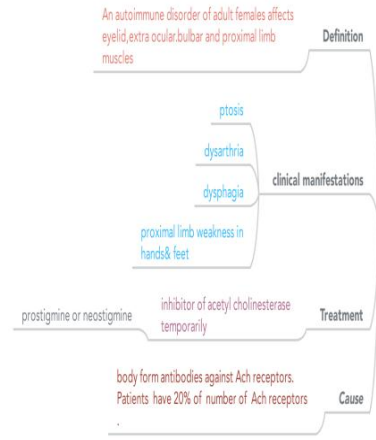 An autoimmune disorder of adult females affects
eyelid,extra ocular.bulbar and proximal limb
muscles
Definition
ptosis
dysarthria
dysphagia
proximal limb weakness in
hands& feet
clinical manifestations
prostigmine or neostigmine
inhibitor of acetyl cholinesterase
temporarily
Treatment
body form antibodies against Ach receptors.
Patients have 20% of number of Ach receptors
.
Cause